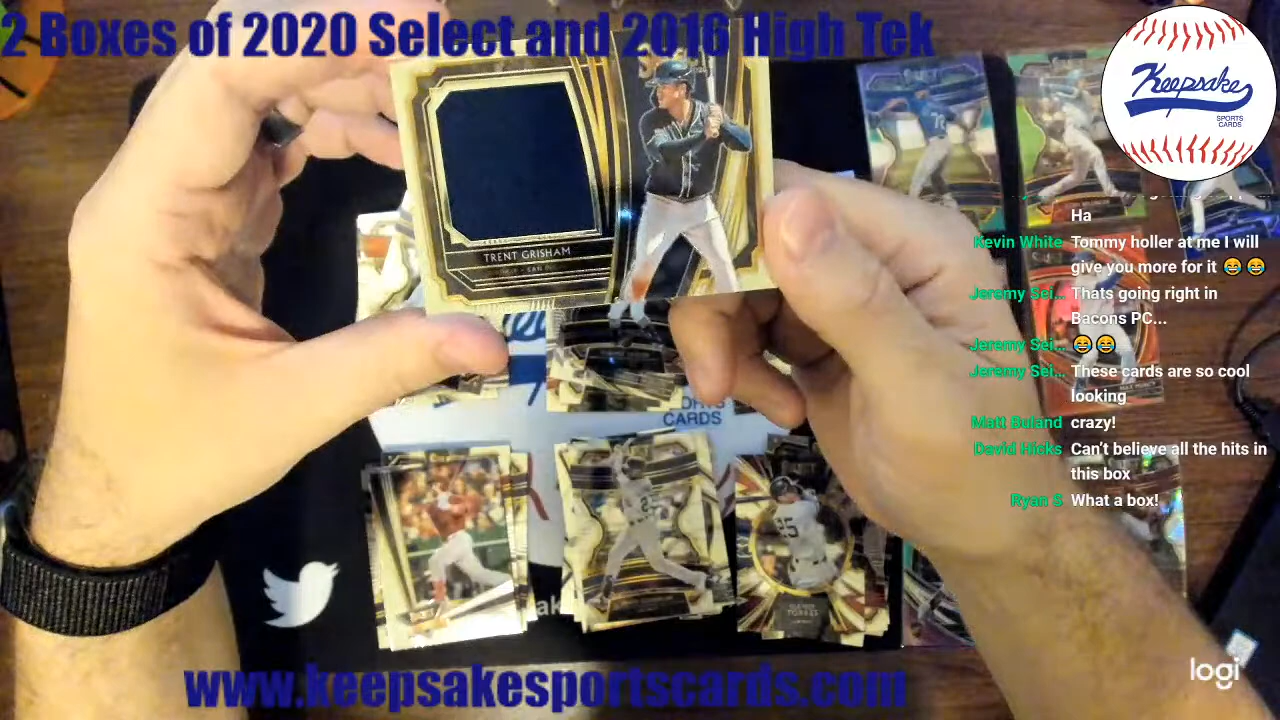 2 Boxes of 2020 Select and 2016 High Tek
Keepsake
SPORTS
CARDS
TRENT GRISHAM
Ha
Kevin White Tommy holler at me I will
give you more for it 😂 😂
Jeremy Sei... Thats going right in
Bacons PC...
Jeremy Sei... 😂 😂
Jeremy Sei... These cards are so cool
looking
Matt Buland crazy!
David Hicks Can't believe all the hits in
this box
Ryan S What a box!
CARDS
25
TORRES
www.keepsakesportscards.com
logi